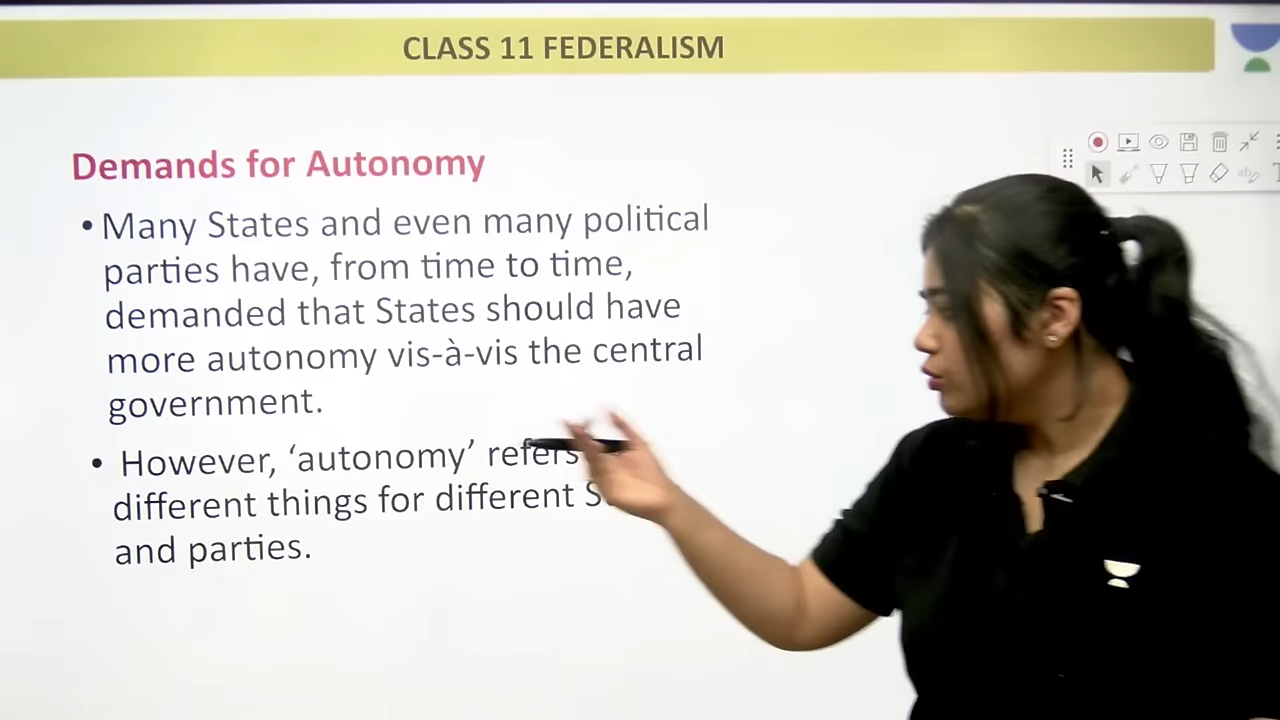 CLASS 11 FEDERALISM
Demands for Autonomy
• Many States and even many political
parties have, from time to time,
demanded that States should have
more autonomy vis-à-vis the central
government.
• However, ‘autonomy’ refers
different things for different
and parties.